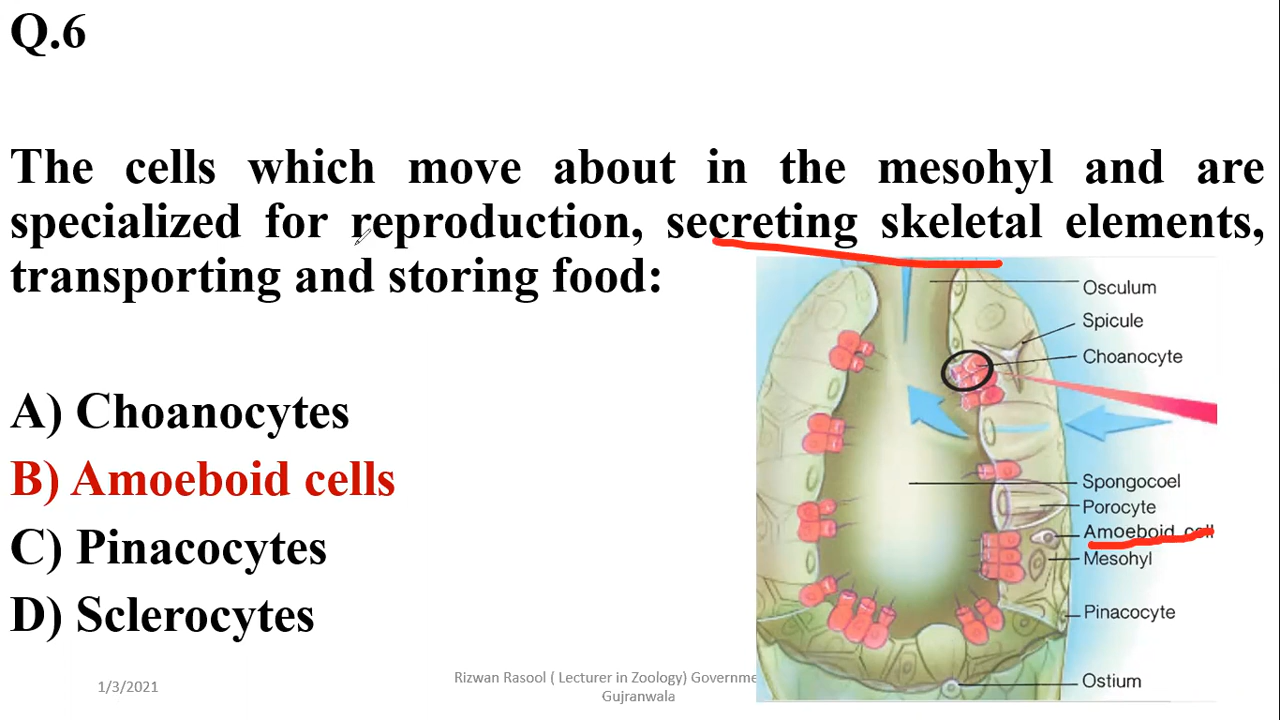 Q.6
The cells which move about in the mesohyl and are
specialized for reproduction, secreting skeletal elements,
transporting and storing food:
A) Choanocytes
B) Amoeboid cells
C) Pinacocytes
D) Sclerocytes
Osculum
Spicule
Choanocyte
Spongocoel
Porocyte
Amoeboid cell
Mesohyl
Pinacocyte
Ostium
1/3/2021
Rizwan Rasool ( Lecturer in Zoology) Governme
Gujranwala